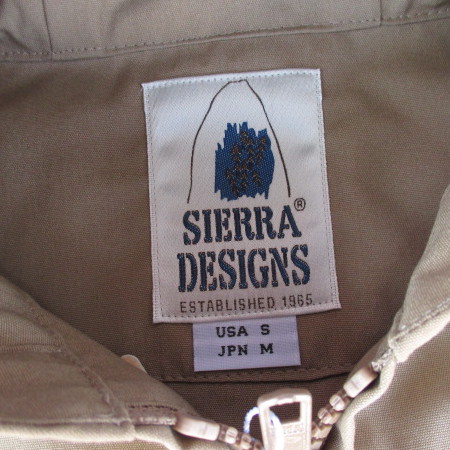 SIERRA®
DESIGNS
ESTABLISHED 1965
USA S
JPN M